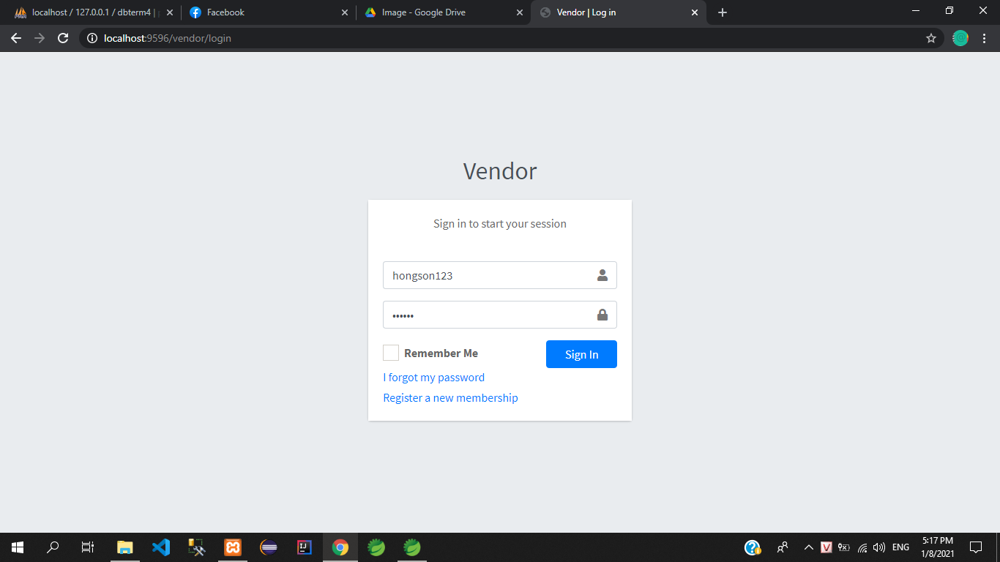 localhost / 127.0.0.1 / dbterm4 |
Facebook
Image - Google Drive
Vendor | Log in
localhost:9596/vendor/login
Vendor
Sign in to start your session
hongson123
••••••
Remember Me
Sign In
I forgot my password
Register a new membership
ENG
5:17 PM
1/8/2021